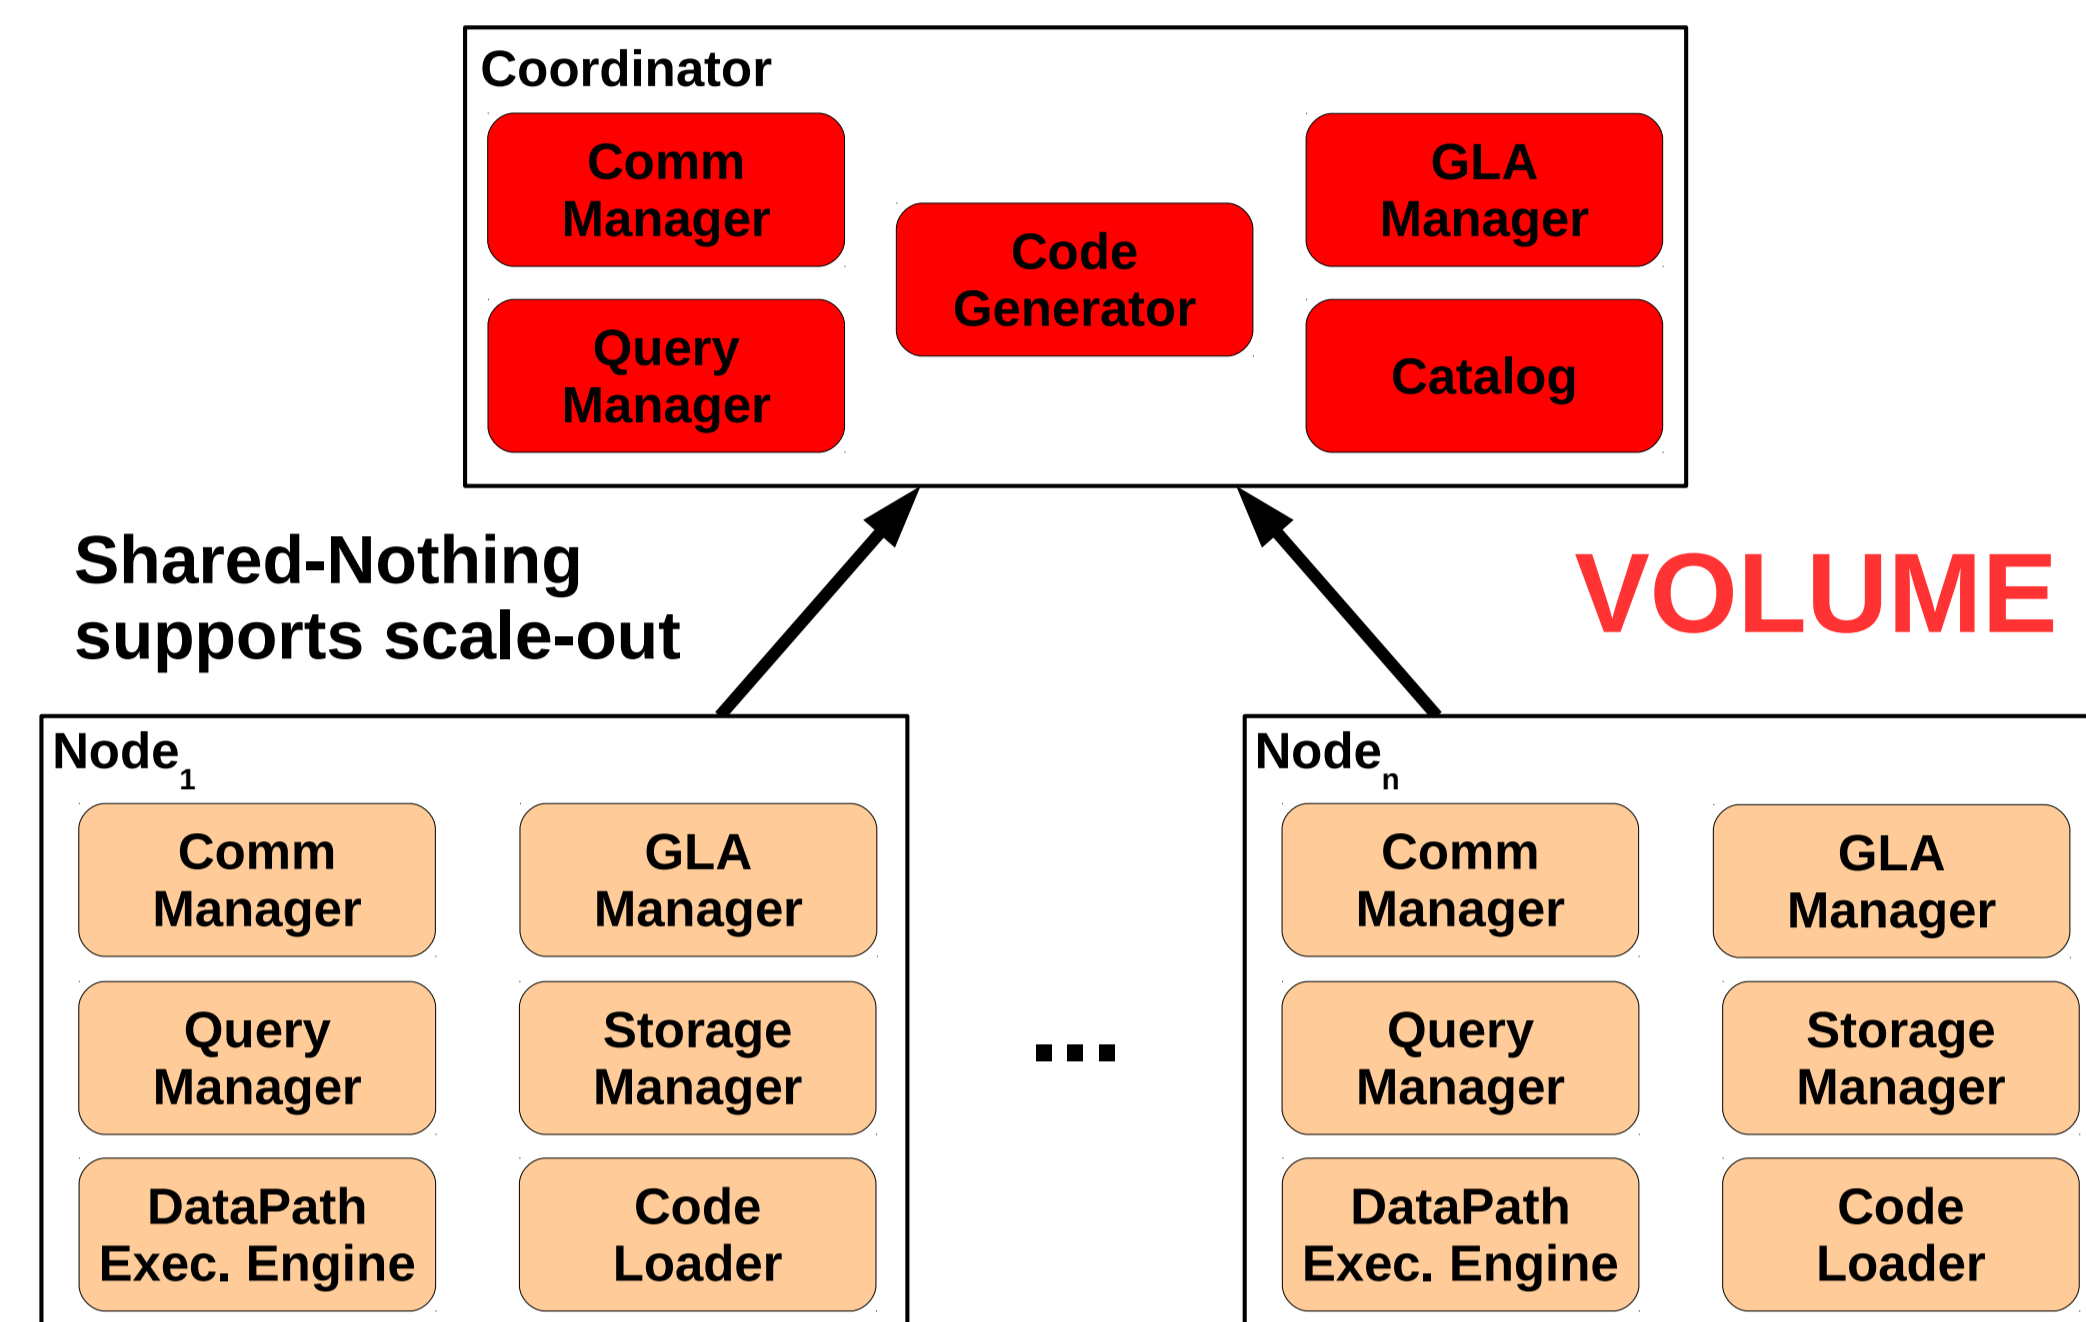 Coordinator
Comm
Manager
GLA
Manager
Code
Generator
Query
Manager
Catalog
Shared-Nothing
supports scale-out
VOLUME
Node1
Comm
Manager
GLA
Manager
Query
Manager
Storage
Manager
DataPath
Exec. Engine
Code
Loader
...
Noden
Comm
Manager
GLA
Manager
Query
Manager
Storage
Manager
DataPath
Exec. Engine
Code
Loader